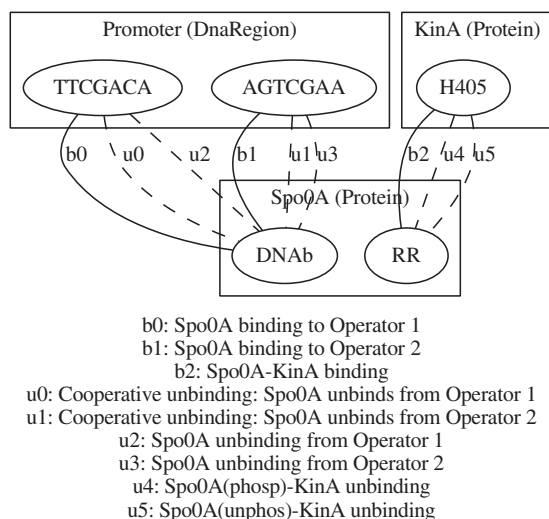 Promoter (DnaRegion)
KinA (Protein)
TTCGACA
AGTCGAA
H405
b0
u0
u2
b1
u1
u3
b2
u4
u5
Spo0A (Protein)
DNAb
RR
b0: Spo0A binding to Operator 1
b1: Spo0A binding to Operator 2
b2: Spo0A-KinA binding
u0: Cooperative unbinding: Spo0A unbinds from Operator 1
u1: Cooperative unbinding: Spo0A unbinds from Operator 2
u2: Spo0A unbinding from Operator 1
u3: Spo0A unbinding from Operator 2
u4: Spo0A(phosp)-KinA unbinding
u5: Spo0A(unphos)-KinA unbinding